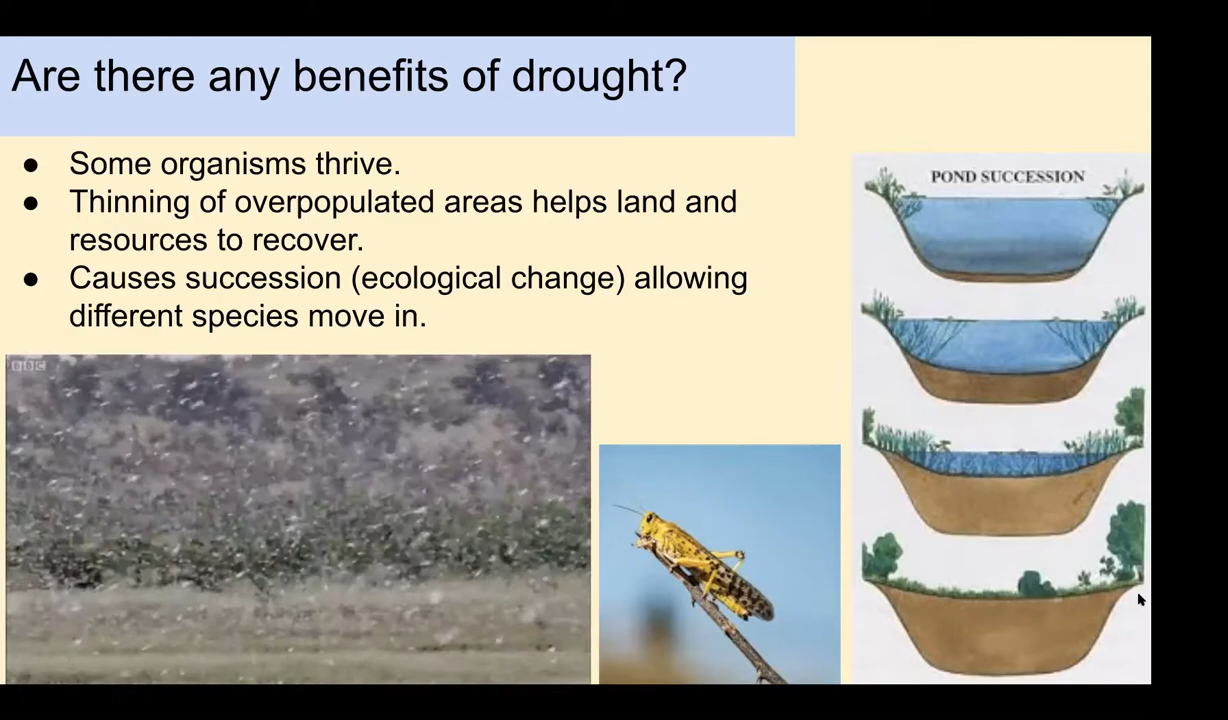 Are there any benefits of drought?
● Some organisms thrive.
● Thinning of overpopulated areas helps land and
resources to recover.
● Causes succession (ecological change) allowing
different species move in.
POND SUCCESSION
BBC